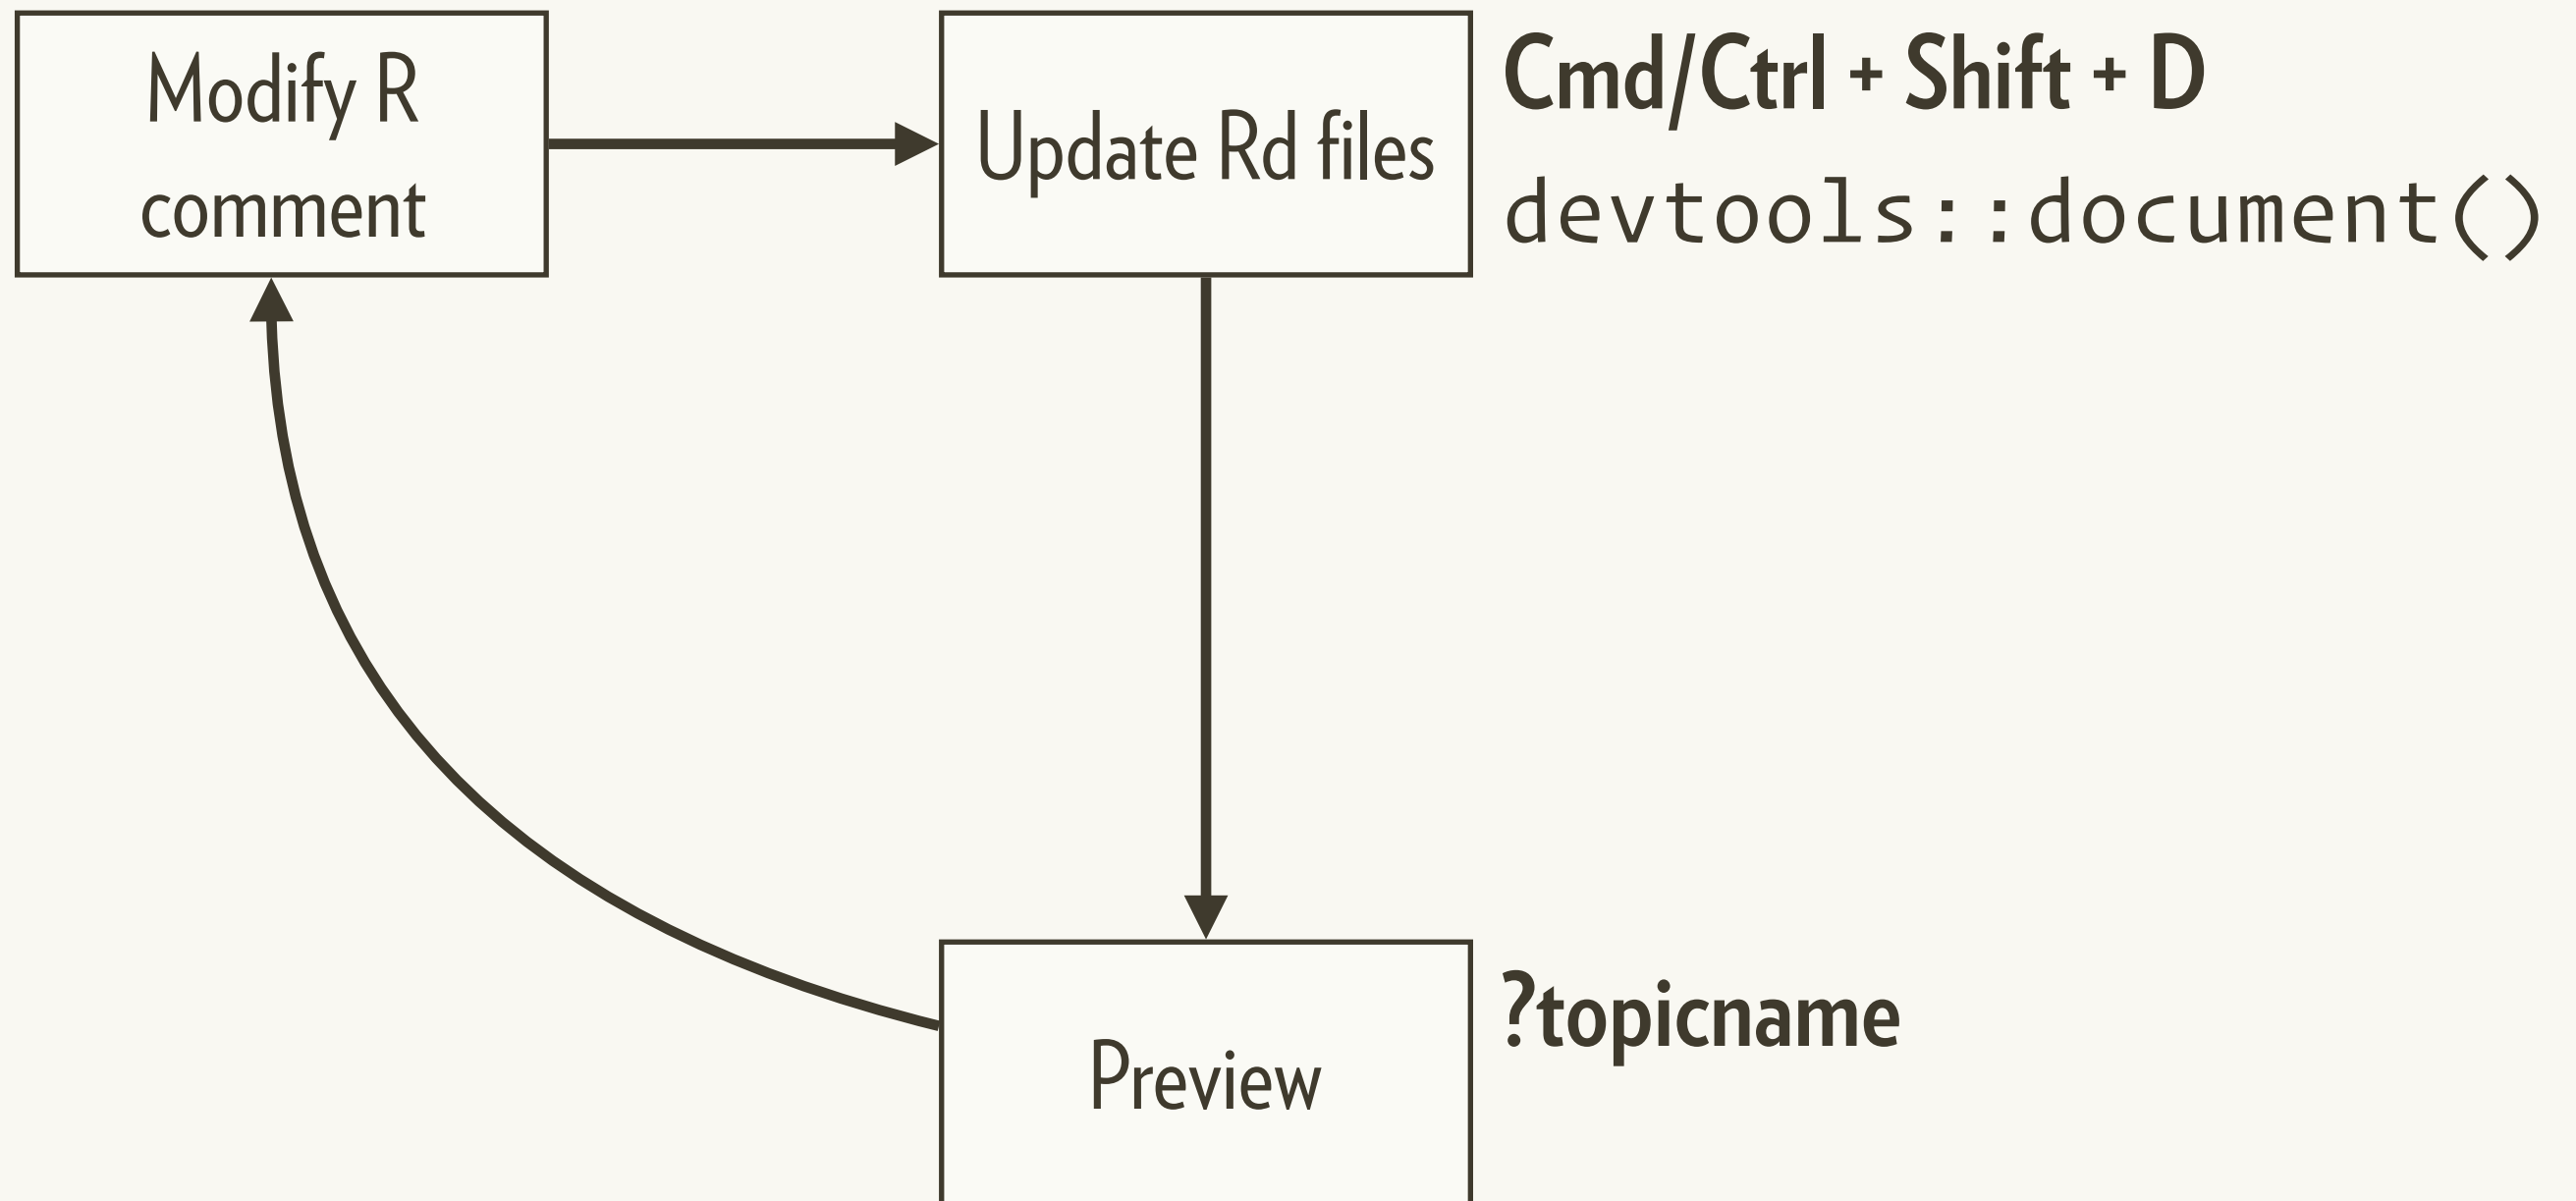 Modify R
comment
Update Rd files
Cmd/Ctrl + Shift + D
devtools::document()
Preview
?topicname